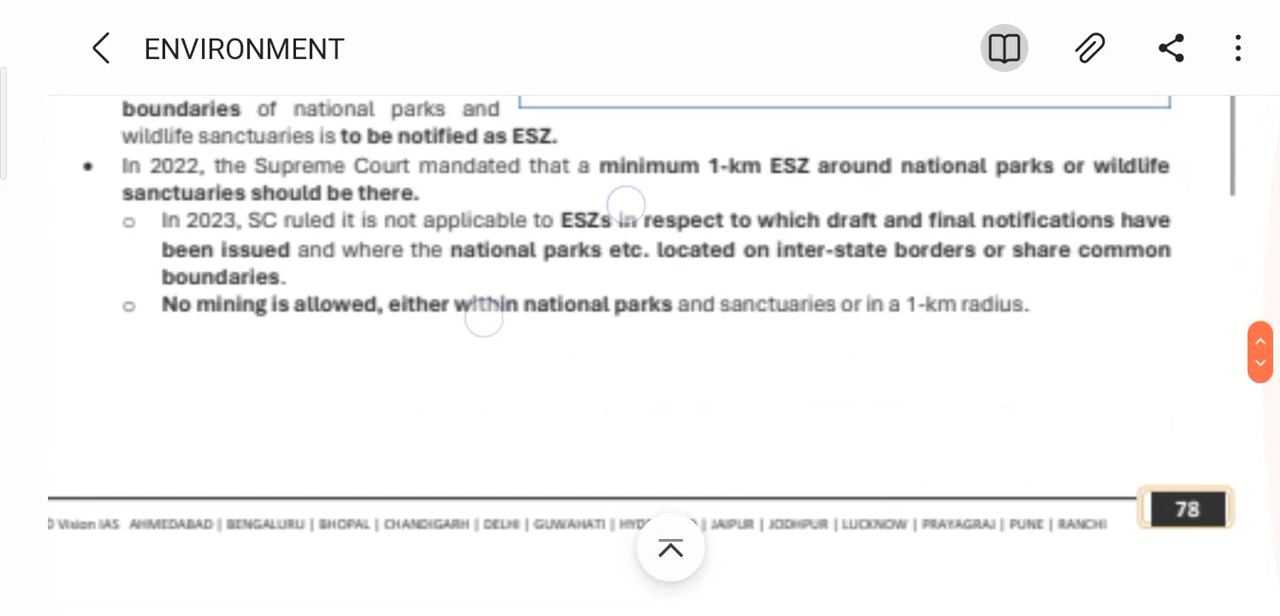 ENVIRONMENT
boundaries of national parks and
wildlife sanctuaries is to be notified as ESZ.
• In 2022, the Supreme Court mandated that a minimum 1-km ESZ around national parks or wildlife
sanctuaries should be there.
o In 2023, SC ruled it is not applicable to ESZs in respect to which draft and final notifications have
been issued and where the national parks etc. located on inter-state borders or share common
boundaries.
o No mining is allowed, either within national parks and sanctuaries or in a 1-km radius.
78
Vision IAS AHMEDABAD | BENGALURU | BHOPAL | CHANDIGARH | DELHI | GUWAHATI | | JAIPUR | JODHPUR | LUCKNOW | PRAYAGRAJ | PUNE | RANCHI